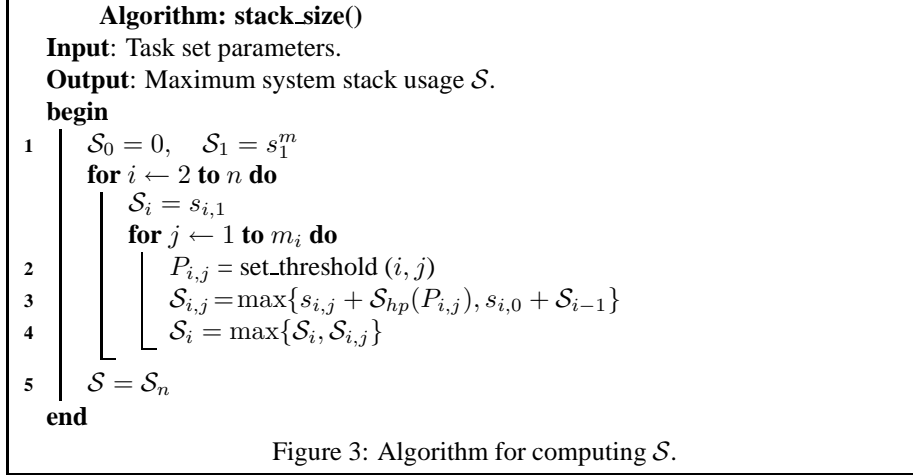 Algorithm: stack_size()
Input: Task set parameters.
Output: Maximum system stack usage 𝒮.
begin
1 𝒮₀ = 0, 𝒮₁ = s₁ᵐ
for i ← 2 to n do
𝒮ᵢ = sᵢ,₁
for j ← 1 to mᵢ do
2 Pᵢ,ⱼ = set_threshold (i, j)
3 𝒮ᵢ,ⱼ = max{sᵢ,ⱼ + 𝒮ₕₚ(Pᵢ,ⱼ), sᵢ,₀ + 𝒮ᵢ₋₁}
4 𝒮ᵢ = max{𝒮ᵢ, 𝒮ᵢ,ⱼ}
5 𝒮 = 𝒮ₙ
end
Figure 3: Algorithm for computing 𝒮.